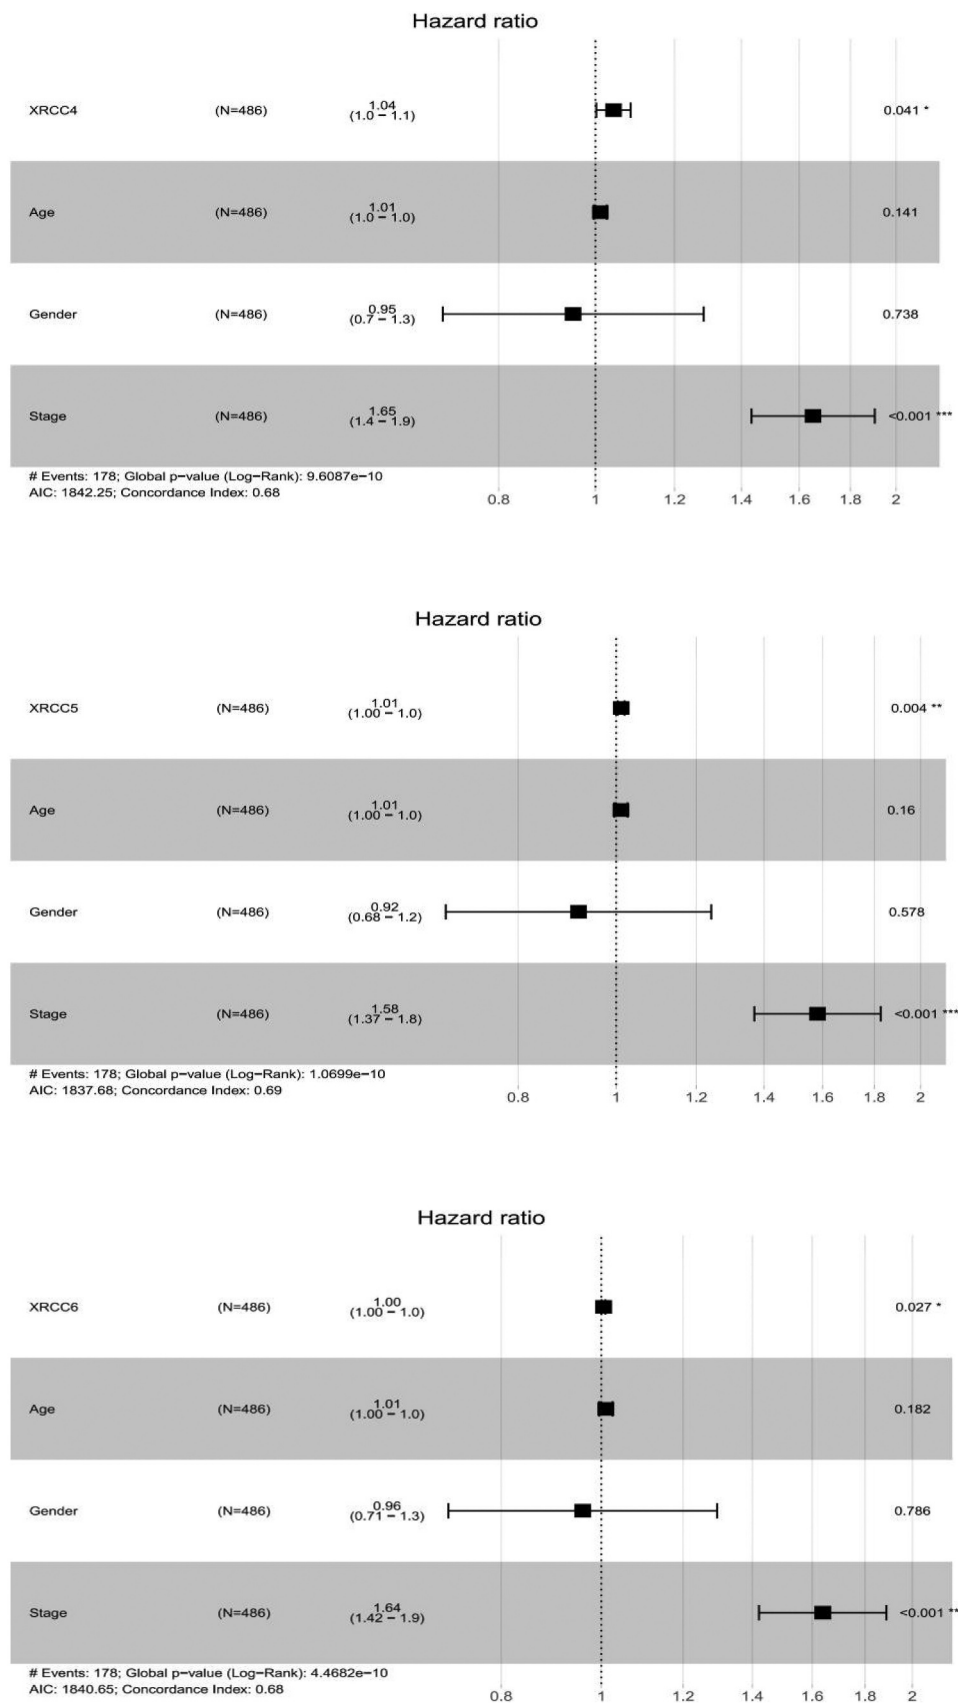 Hazard ratio
XRCC4 (N=486) 1.04 (1.0 − 1.1) 0.041 *
Age (N=486) 1.01 (1.0 − 1.0) 0.141
Gender (N=486) 0.95 (0.7 − 1.3) 0.738
Stage (N=486) 1.65 (1.4 − 1.9) <0.001 ***
# Events: 178; Global p−value (Log−Rank): 9.6087e−10
AIC: 1842.25; Concordance Index: 0.68
0.8 1 1.2 1.4 1.6 1.8 2
Hazard ratio
XRCC5 (N=486) 1.01 (1.00 − 1.0) 0.004 **
Age (N=486) 1.01 (1.00 − 1.0) 0.16
Gender (N=486) 0.92 (0.68 − 1.2) 0.578
Stage (N=486) 1.58 (1.37 − 1.8) <0.001 ***
# Events: 178; Global p−value (Log−Rank): 1.0699e−10
AIC: 1837.68; Concordance Index: 0.69
0.8 1 1.2 1.4 1.6 1.8 2
Hazard ratio
XRCC6 (N=486) 1.00 (1.00 − 1.0) 0.027 *
Age (N=486) 1.01 (1.00 − 1.0) 0.182
Gender (N=486) 0.96 (0.71 − 1.3) 0.786
Stage (N=486) 1.64 (1.42 − 1.9) <0.001 **
# Events: 178; Global p−value (Log−Rank): 4.4682e−10
AIC: 1840.65; Concordance Index: 0.68
0.8 1 1.2 1.4 1.6 1.8 2